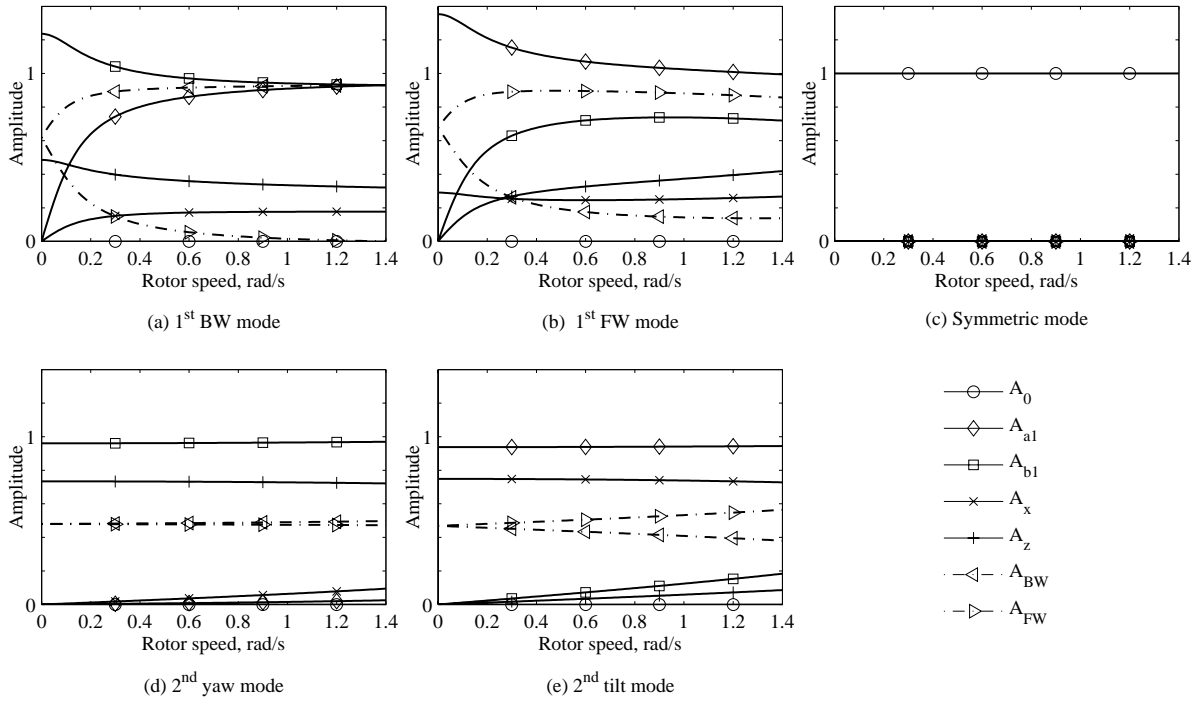 1
0
0 0.2 0.4 0.6 0.8 1 1.2 1.4
Rotor speed, rad/s
Amplitude
(a) 1st BW mode
1
0
0 0.2 0.4 0.6 0.8 1 1.2 1.4
Rotor speed, rad/s
Amplitude
(b) 1st FW mode
1
0
0 0.2 0.4 0.6 0.8 1 1.2 1.4
Rotor speed, rad/s
Amplitude
(c) Symmetric mode
1
0
0 0.2 0.4 0.6 0.8 1 1.2 1.4
Rotor speed, rad/s
Amplitude
(d) 2nd yaw mode
1
0
0 0.2 0.4 0.6 0.8 1 1.2 1.4
Rotor speed, rad/s
Amplitude
(e) 2nd tilt mode
A0
Aa1
Ab1
Ax
Az
ABW
AFW